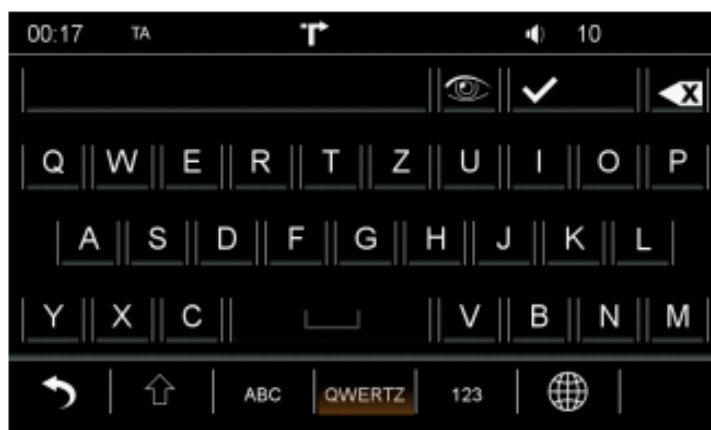 00:17 TA 10
Q W E R T Z U I O P
A S D F G H J K L
Y X C V B N M
ABC QWERTZ 123